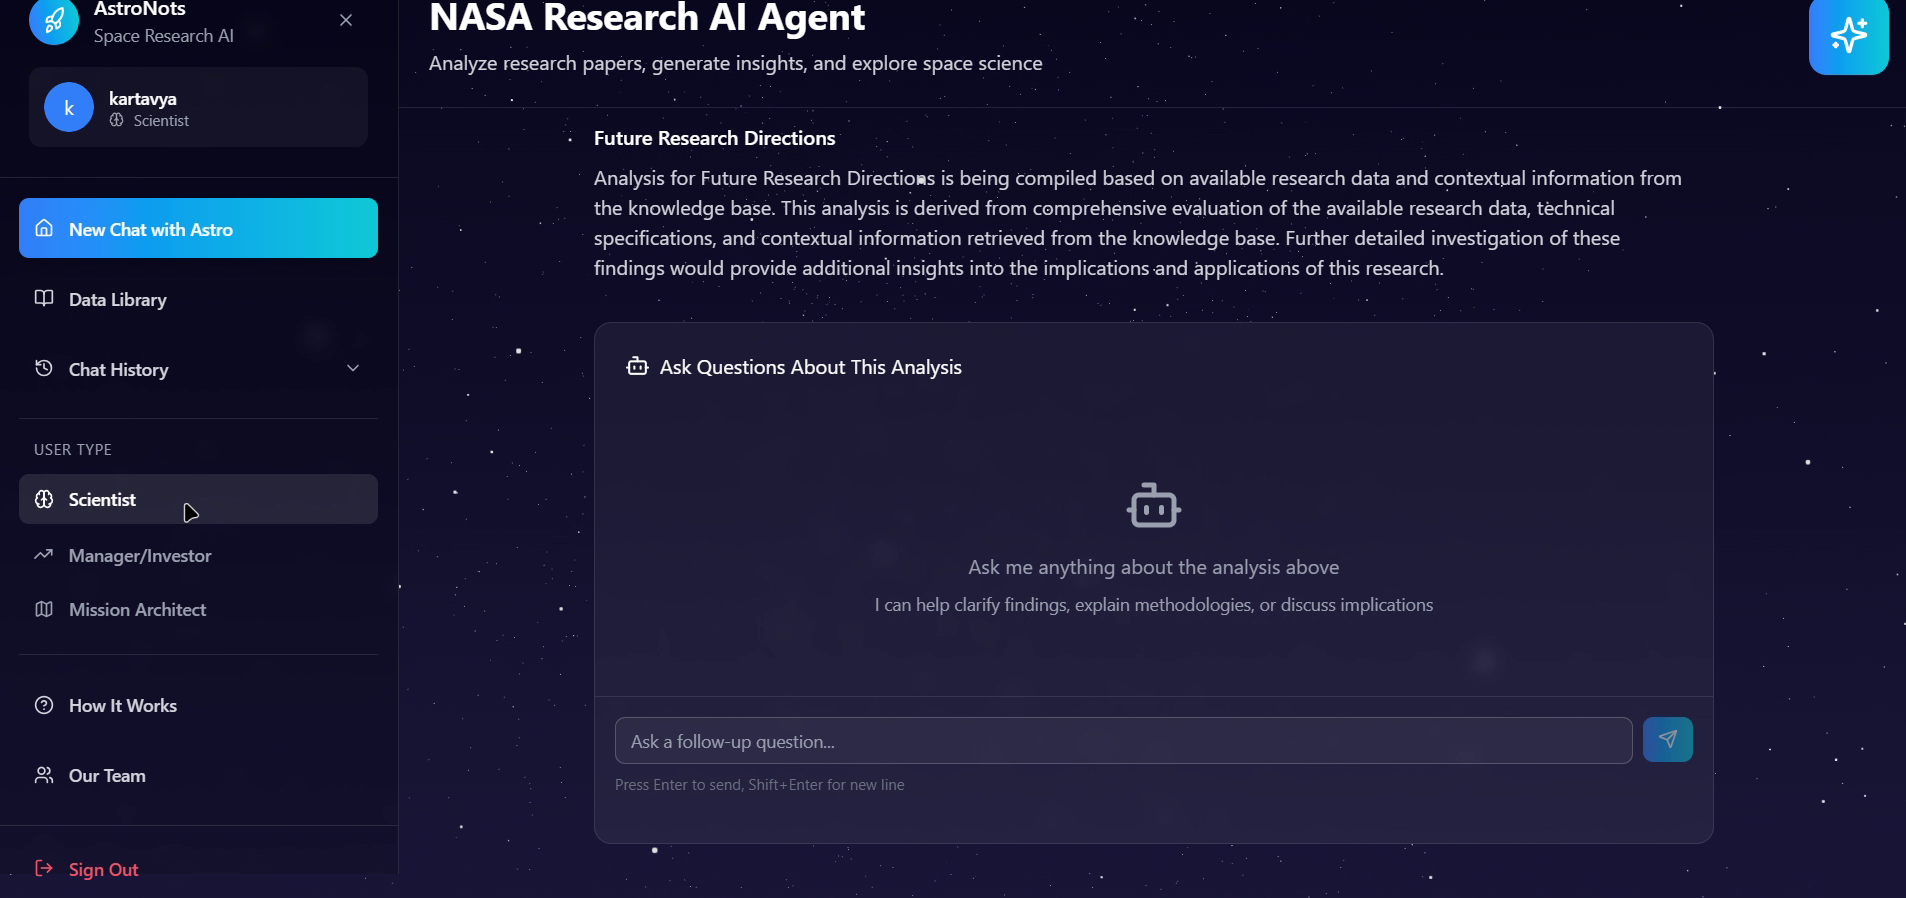 AstroNots
Space Research AI
k
kartavya
Scientist
New Chat with Astro
Data Library
Chat History
USER TYPE
Scientist
Manager/Investor
Mission Architect
How It Works
Our Team
Sign Out
NASA Research AI Agent
Analyze research papers, generate insights, and explore space science
Future Research Directions
Analysis for Future Research Directions is being compiled based on available research data and contextual information from
the knowledge base. This analysis is derived from comprehensive evaluation of the available research data, technical
specifications, and contextual information retrieved from the knowledge base. Further detailed investigation of these
findings would provide additional insights into the implications and applications of this research.
Ask Questions About This Analysis
Ask me anything about the analysis above
I can help clarify findings, explain methodologies, or discuss implications
Ask a follow-up question...
Press Enter to send, Shift+Enter for new line